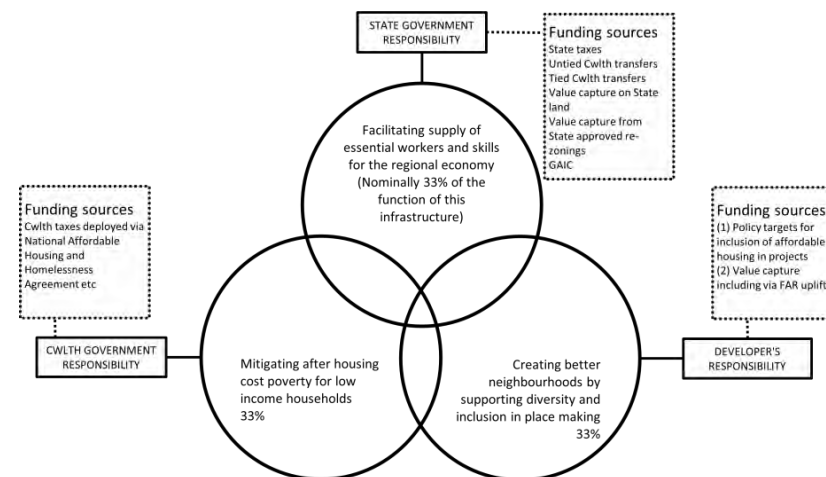 STATE GOVERNMENT
RESPONSIBILITY
Funding sources
State taxes
Untied Cwlth transfers
Tied Cwlth transfers
Value capture on State
land
Value capture from
State approved re-
zonings
GAIC
Facilitating supply of
essential workers and skills
for the regional economy
(Nominally 33% of the
function of this
infrastructure)
Funding sources
Cwlth taxes deployed via
National Affordable
Housing and
Homelessness
Agreement etc
Funding sources
(1) Policy targets for
inclusion of affordable
housing in projects
(2) Value capture
including via FAR uplift
CWLTH GOVERNMENT
RESPONSIBILITY
Mitigating after housing
cost poverty for low
income households
33%
Creating better
neighbourhoods by
supporting diversity and
inclusion in place making
33%
DEVELOPER'S
RESPONSIBILITY